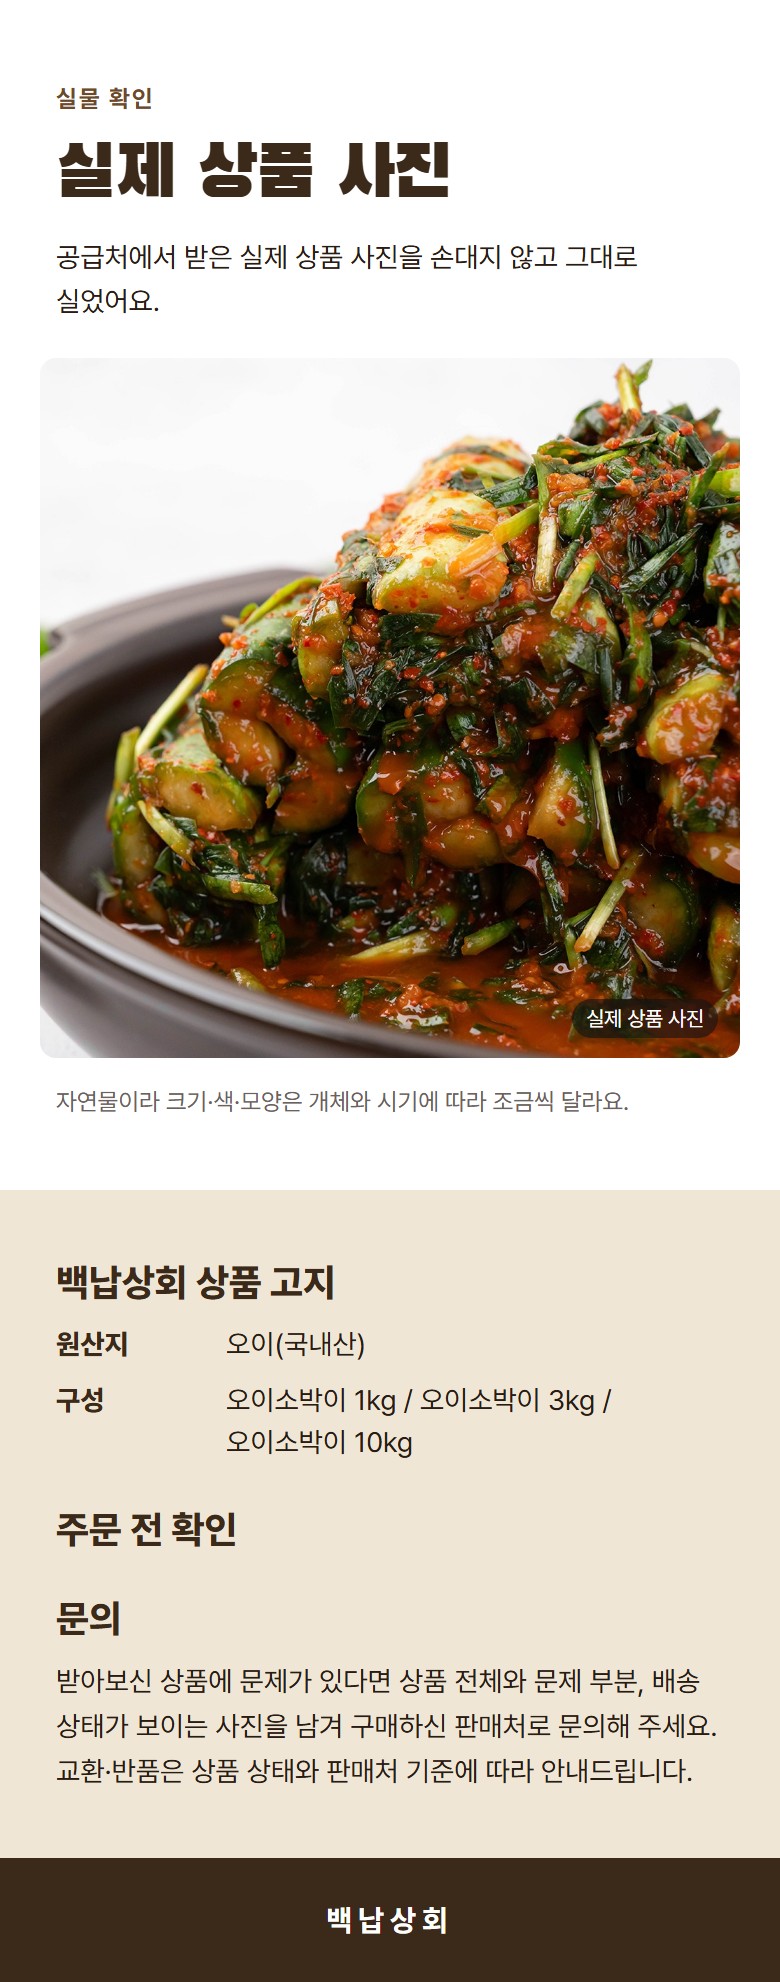 실물 확인
실제 상품 사진
공급처에서 받은 실제 상품 사진을 손대지 않고 그대로
실었어요.
실제 상품 사진
자연물이라 크기·색·모양은 개체와 시기에 따라 조금씩 달라요.
백납상회 상품 고지
원산지 오이(국내산)
구성 오이소박이 1kg / 오이소박이 3kg /
오이소박이 10kg
주문 전 확인
문의
받아보신 상품에 문제가 있다면 상품 전체와 문제 부분, 배송
상태가 보이는 사진을 남겨 구매하신 판매처로 문의해 주세요.
교환·반품은 상품 상태와 판매처 기준에 따라 안내드립니다.
백납상회